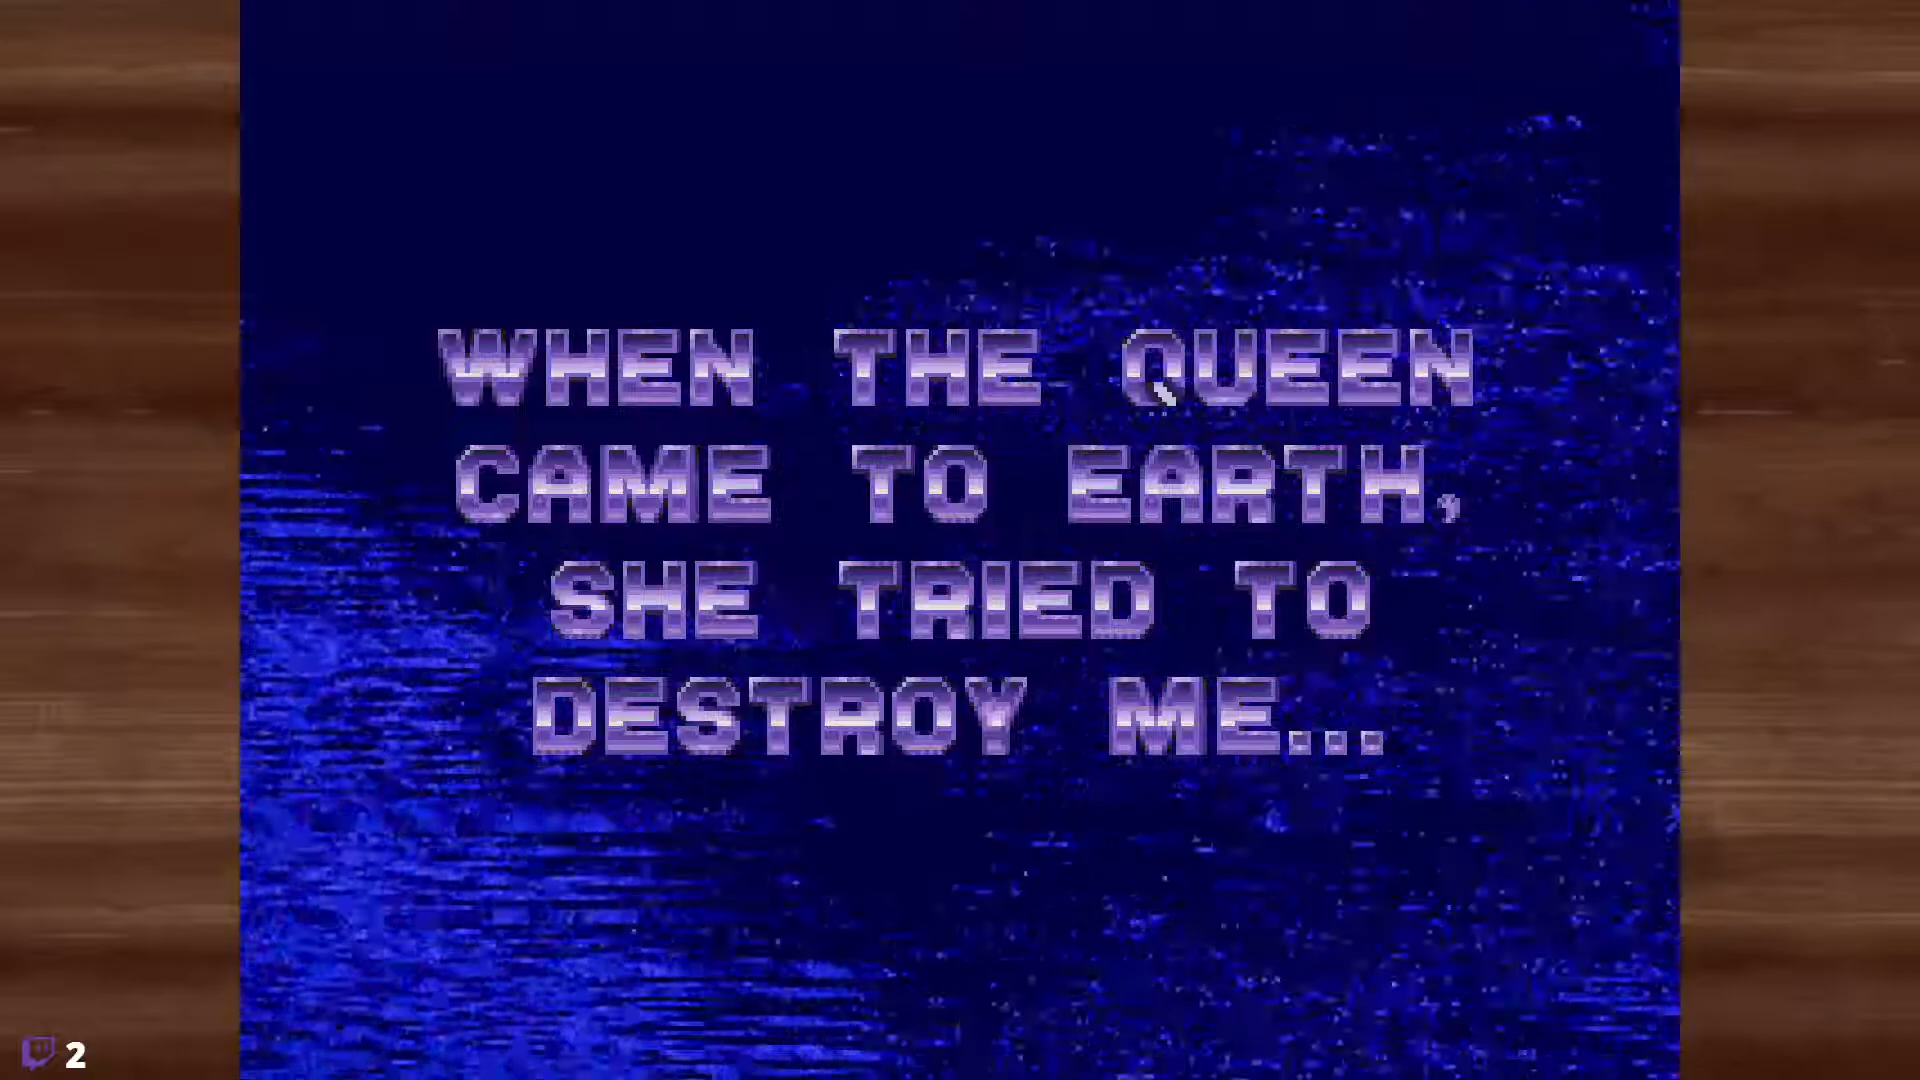 WHEN THE QUEEN
CAME TO EARTH,
SHE TRIED TO
DESTROY ME...
2